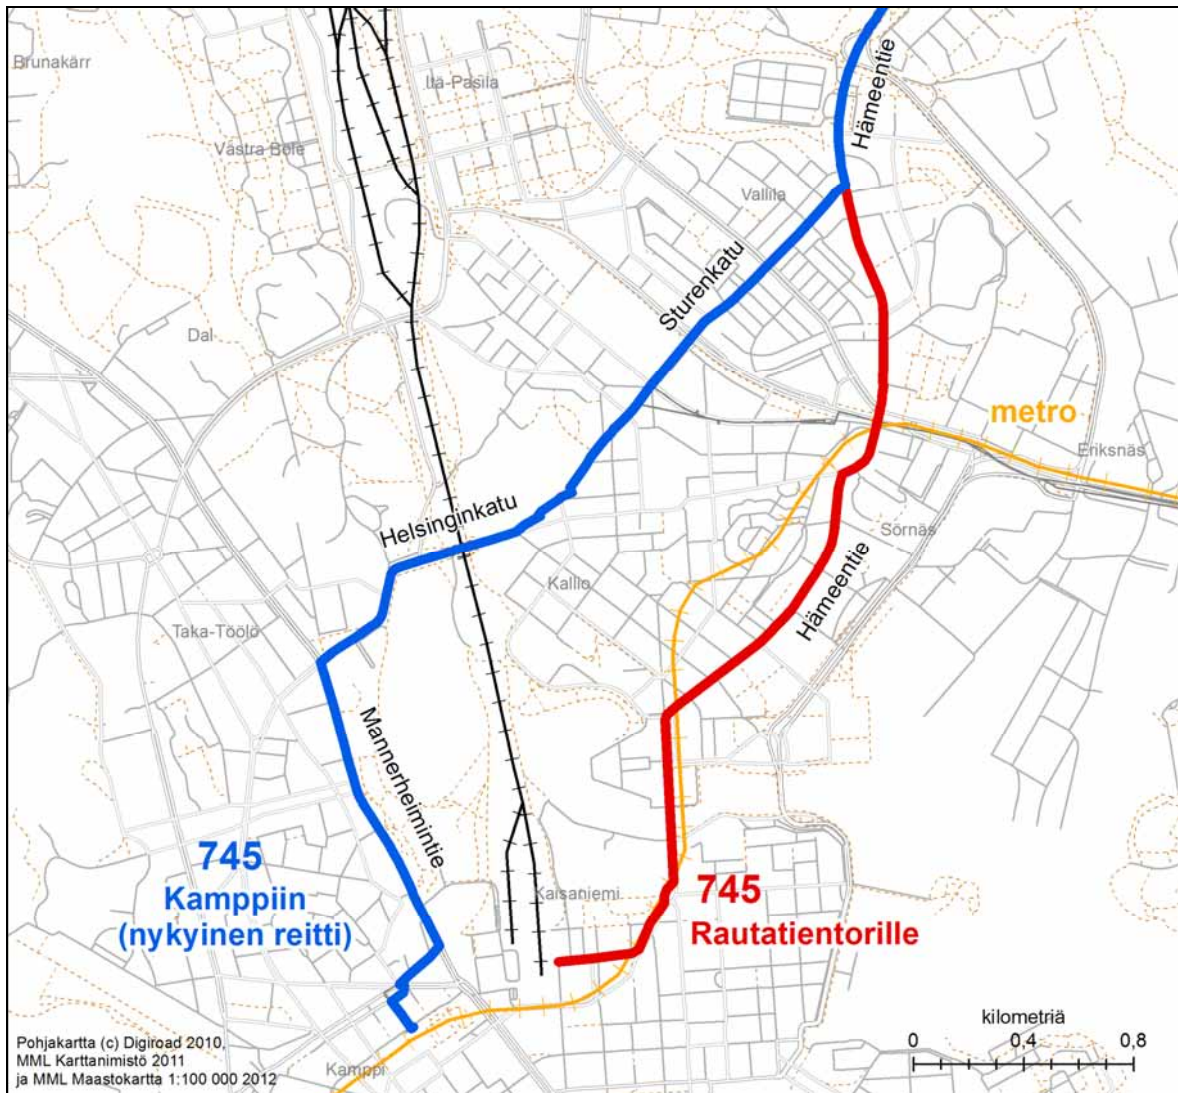 Brunakärr
Itä-Pasila
Hämeentie
Västra Böle
Vallila
Sturenkatu
Dal
metro
Eriksnäs
Helsinginkatu
Sörnäs
Kallio
Hämeentie
Taka-Töölö
Mannerheimintie
745
Kamppiin
(nykyinen reitti)
Kaisaniemi
745
Rautatientorille
kilometriä
0 0,4 0,8
Pohjakartta (c) Digiroad 2010,
MML Karttanimistö 2011
ja MML Maastokartta 1:100 000 2012
Kamppi